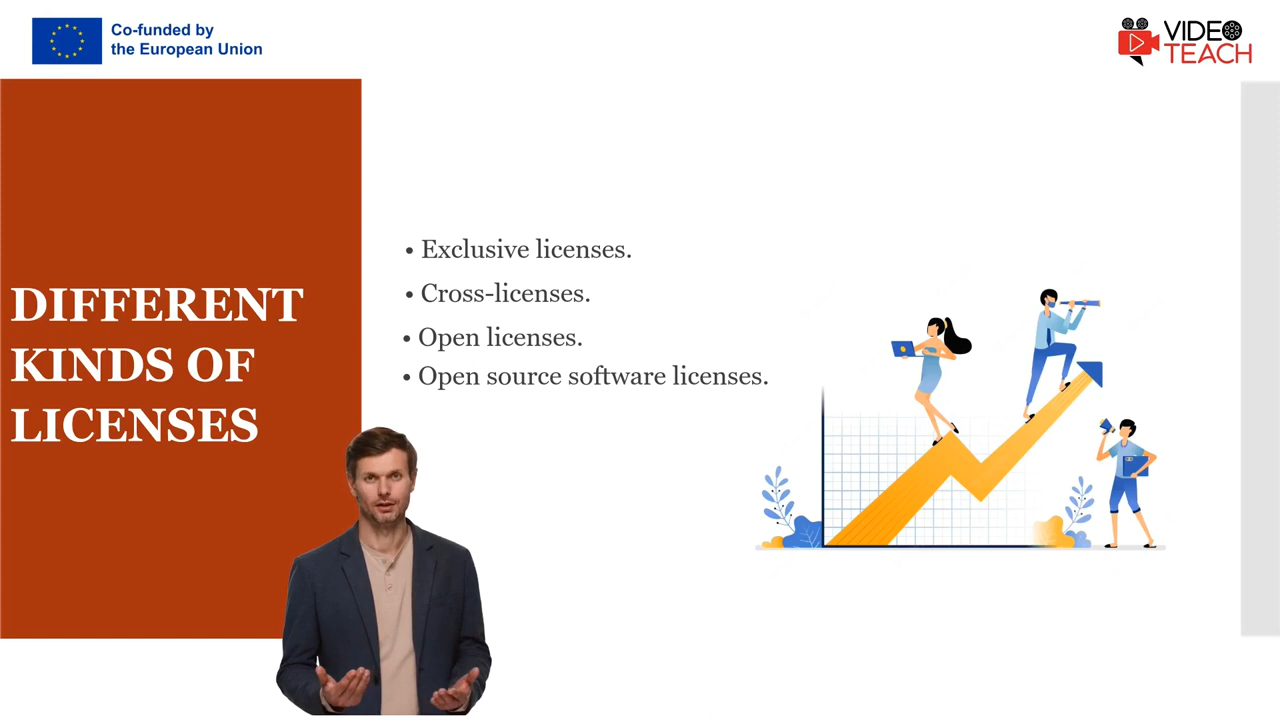 Co-funded by
the European Union
VIDEO
TEACH
DIFFERENT
KINDS OF
LICENSES
• Exclusive licenses.
• Cross-licenses.
• Open licenses.
• Open source software licenses.